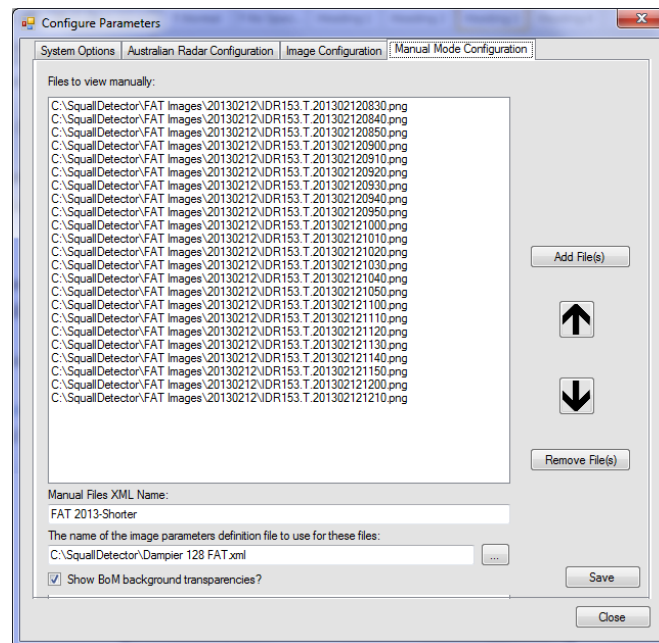 Configure Parameters
System Options Australian Radar Configuration Image Configuration Manual Mode Configuration
Files to view manually:
C:\SquallDetector\FAT Images\20130212\IDR153.T.201302120830.png
C:\SquallDetector\FAT Images\20130212\IDR153.T.201302120840.png
C:\SquallDetector\FAT Images\20130212\IDR153.T.201302120850.png
C:\SquallDetector\FAT Images\20130212\IDR153.T.201302120900.png
C:\SquallDetector\FAT Images\20130212\IDR153.T.201302120910.png
C:\SquallDetector\FAT Images\20130212\IDR153.T.201302120920.png
C:\SquallDetector\FAT Images\20130212\IDR153.T.201302120930.png
C:\SquallDetector\FAT Images\20130212\IDR153.T.201302120940.png
C:\SquallDetector\FAT Images\20130212\IDR153.T.201302120950.png
C:\SquallDetector\FAT Images\20130212\IDR153.T.201302121000.png
C:\SquallDetector\FAT Images\20130212\IDR153.T.201302121010.png
C:\SquallDetector\FAT Images\20130212\IDR153.T.201302121020.png
C:\SquallDetector\FAT Images\20130212\IDR153.T.201302121030.png
C:\SquallDetector\FAT Images\20130212\IDR153.T.201302121040.png
C:\SquallDetector\FAT Images\20130212\IDR153.T.201302121050.png
C:\SquallDetector\FAT Images\20130212\IDR153.T.201302121100.png
C:\SquallDetector\FAT Images\20130212\IDR153.T.201302121110.png
C:\SquallDetector\FAT Images\20130212\IDR153.T.201302121120.png
C:\SquallDetector\FAT Images\20130212\IDR153.T.201302121130.png
C:\SquallDetector\FAT Images\20130212\IDR153.T.201302121140.png
C:\SquallDetector\FAT Images\20130212\IDR153.T.201302121150.png
C:\SquallDetector\FAT Images\20130212\IDR153.T.201302121200.png
C:\SquallDetector\FAT Images\20130212\IDR153.T.201302121210.png
Add File(s)
Remove File(s)
Manual Files XML Name:
FAT 2013-Shorter
The name of the image parameters definition file to use for these files:
C:\SquallDetector\Dampier 128 FAT.xml
...
Show BoM background transparencies?
Save
Close